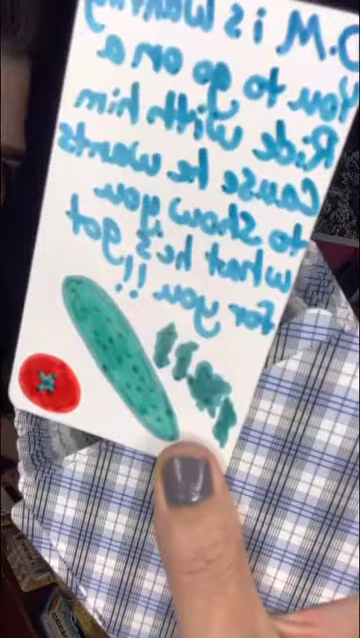 O.M is wanting
You to go on a
Ride with him
Cause he wants
to show you
what he's got
for you!!